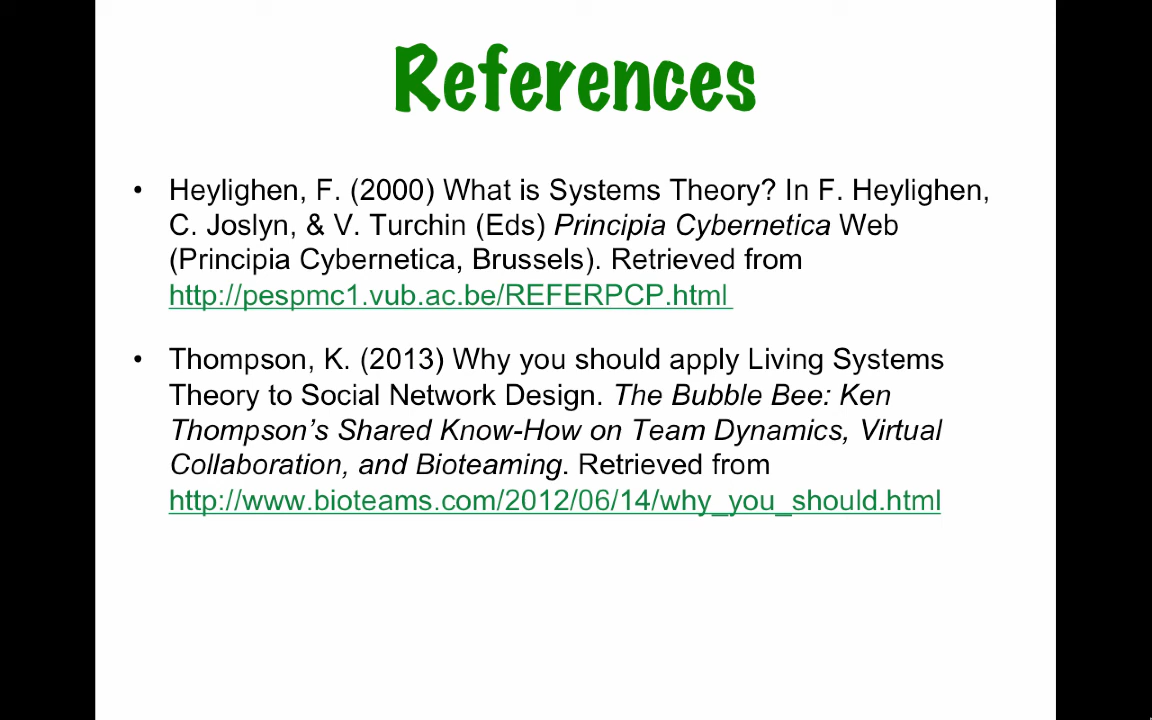 References
• Heylighen, F. (2000) What is Systems Theory? In F. Heylighen,
C. Joslyn, & V. Turchin (Eds) Principia Cybernetica Web
(Principia Cybernetica, Brussels). Retrieved from
http://pespmc1.vub.ac.be/REFERPCP.html
• Thompson, K. (2013) Why you should apply Living Systems
Theory to Social Network Design. The Bubble Bee: Ken
Thompson’s Shared Know-How on Team Dynamics, Virtual
Collaboration, and Bioteaming. Retrieved from
http://www.bioteams.com/2012/06/14/why_you_should.html